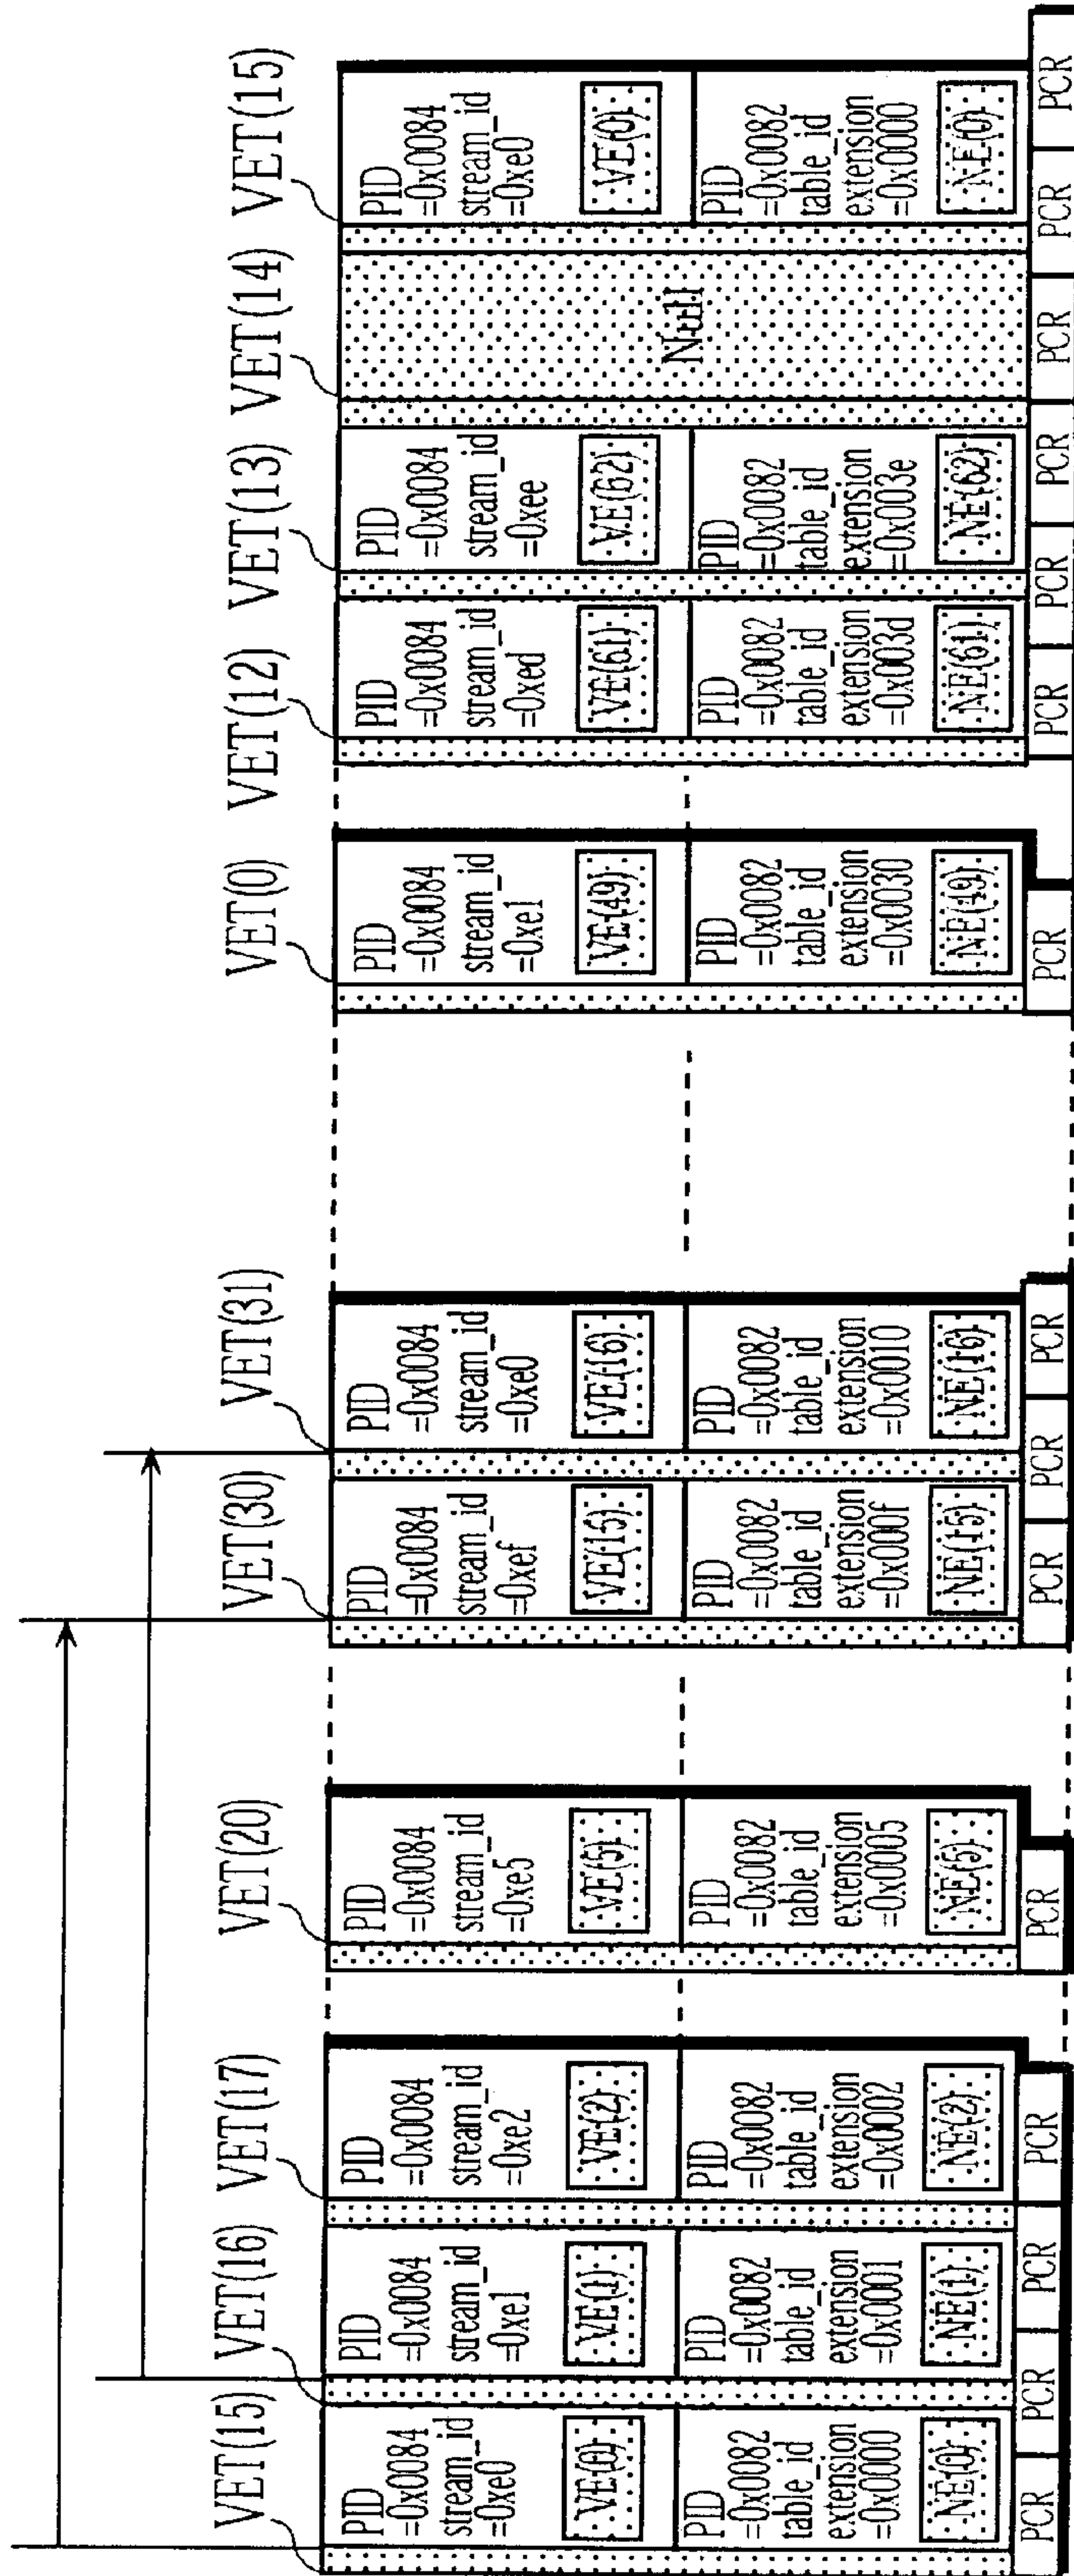 VET(15)
PID
=0x0084
stream_id
=0xe0
VE(0)
PID
=0x0082
table_id
extension
=0x0000
NE(0)
VET(16)
PID
=0x0084
stream_id
=0xe1
VE(1)
PID
=0x0082
table_id
extension
=0x0001
NE(1)
VET(17)
PID
=0x0084
stream_id
=0xe2
VE(2)
PID
=0x0082
table_id
extension
=0x0002
NE(2)
PCR
PCR
PCR
PCR
VET(20)
PID
=0x0084
stream_id
=0xe5
VE(5)
PID
=0x0082
table_id
extension
=0x0005
NE(5)
PCR
VET(30)
PID
=0x0084
stream_id
=0xef
VE(15)
PID
=0x0082
table_id
extension
=0x000f
NE(15)
VET(31)
PID
=0x0084
stream_id
=0xe0
VE(16)
PID
=0x0082
table_id
extension
=0x0010
NE(16)
PCR
PCR
PCR
VET(0)
PID
=0x0084
stream_id
=0xe1
VE(49)
PID
=0x0082
table_id
extension
=0x0030
NE(49)
PCR
VET(12)
PID
=0x0084
stream_id
=0xed
VE(61)
PID
=0x0082
table_id
extension
=0x003d
NE(61)
VET(13)
PID
=0x0084
stream_id
=0xee
VE(62)
PID
=0x0082
table_id
extension
=0x003e
NE(62)
VET(14)
Null
VET(15)
PID
=0x0084
stream_id
=0xe0
VE(0)
PID
=0x0082
table_id
extension
=0x0000
NE(0)
PCR
PCR
PCR
PCR
PCR
PCR